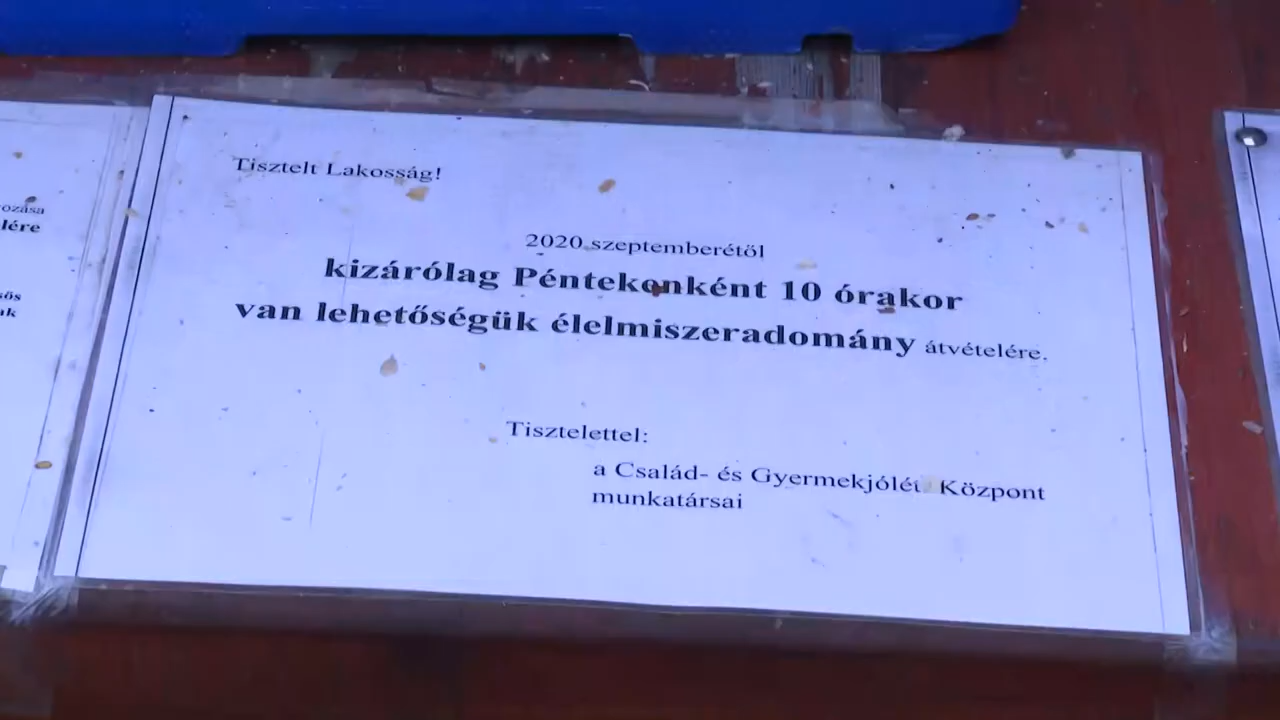 Tisztelt Lakosság!
2020 szeptemberétől
kizárólag Péntekenként 10 órakor
van lehetőségük élelmiszeradomány átvételére.
Tisztelettel:
a Család- és Gyermekjóléti Központ
munkatársai